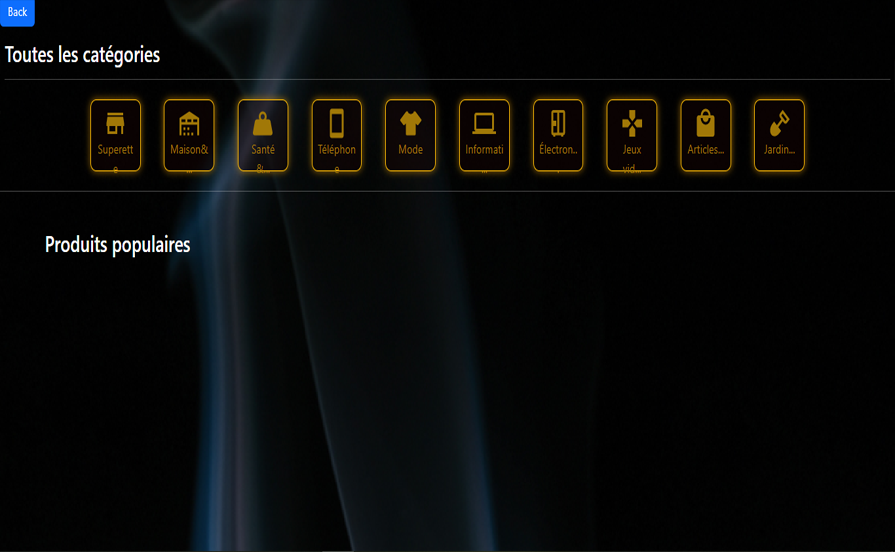 Back
Toutes les catégories
Superett
e
Maison&
...
Santé
&...
Téléphon
e
Mode
Informati
...
Électron..
.
Jeux
vid...
Articles...
Jardin...
Produits populaires